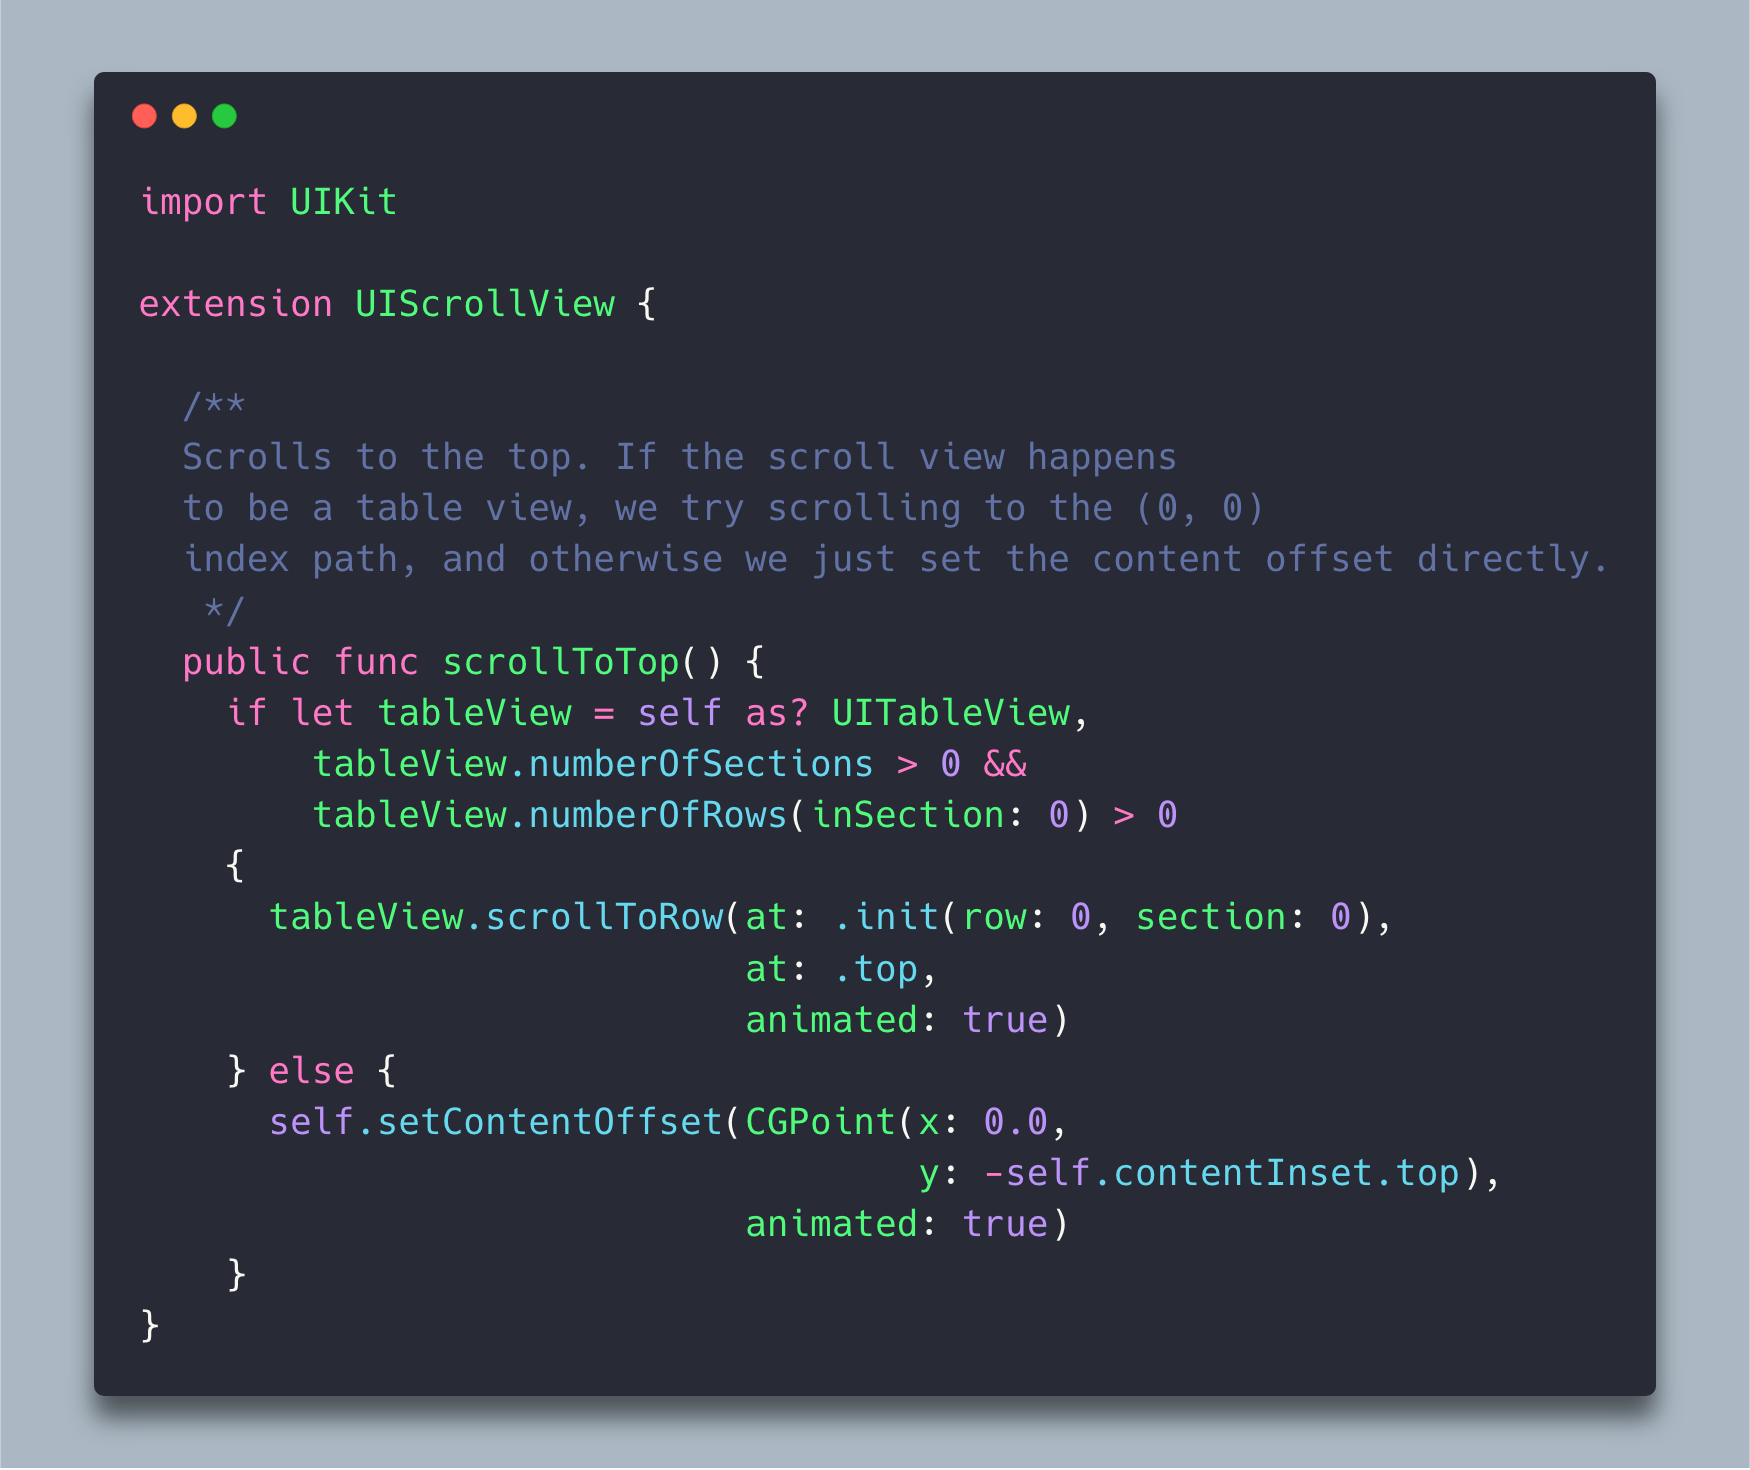 import UIKit

extension UIScrollView {

  /**
  Scrolls to the top. If the scroll view happens
  to be a table view, we try scrolling to the (0, 0)
  index path, and otherwise we just set the content offset directly.
   */
  public func scrollToTop() {
    if let tableView = self as? UITableView,
        tableView.numberOfSections > 0 &&
        tableView.numberOfRows(inSection: 0) > 0
    {
      tableView.scrollToRow(at: .init(row: 0, section: 0),
                            at: .top,
                            animated: true)
    } else {
      self.setContentOffset(CGPoint(x: 0.0,
                                    y: -self.contentInset.top),
                            animated: true)
    }
}